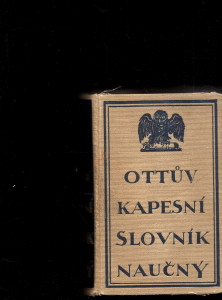 OTTŮV
KAPESNÍ
SLOVNÍK
NAUČNÝ